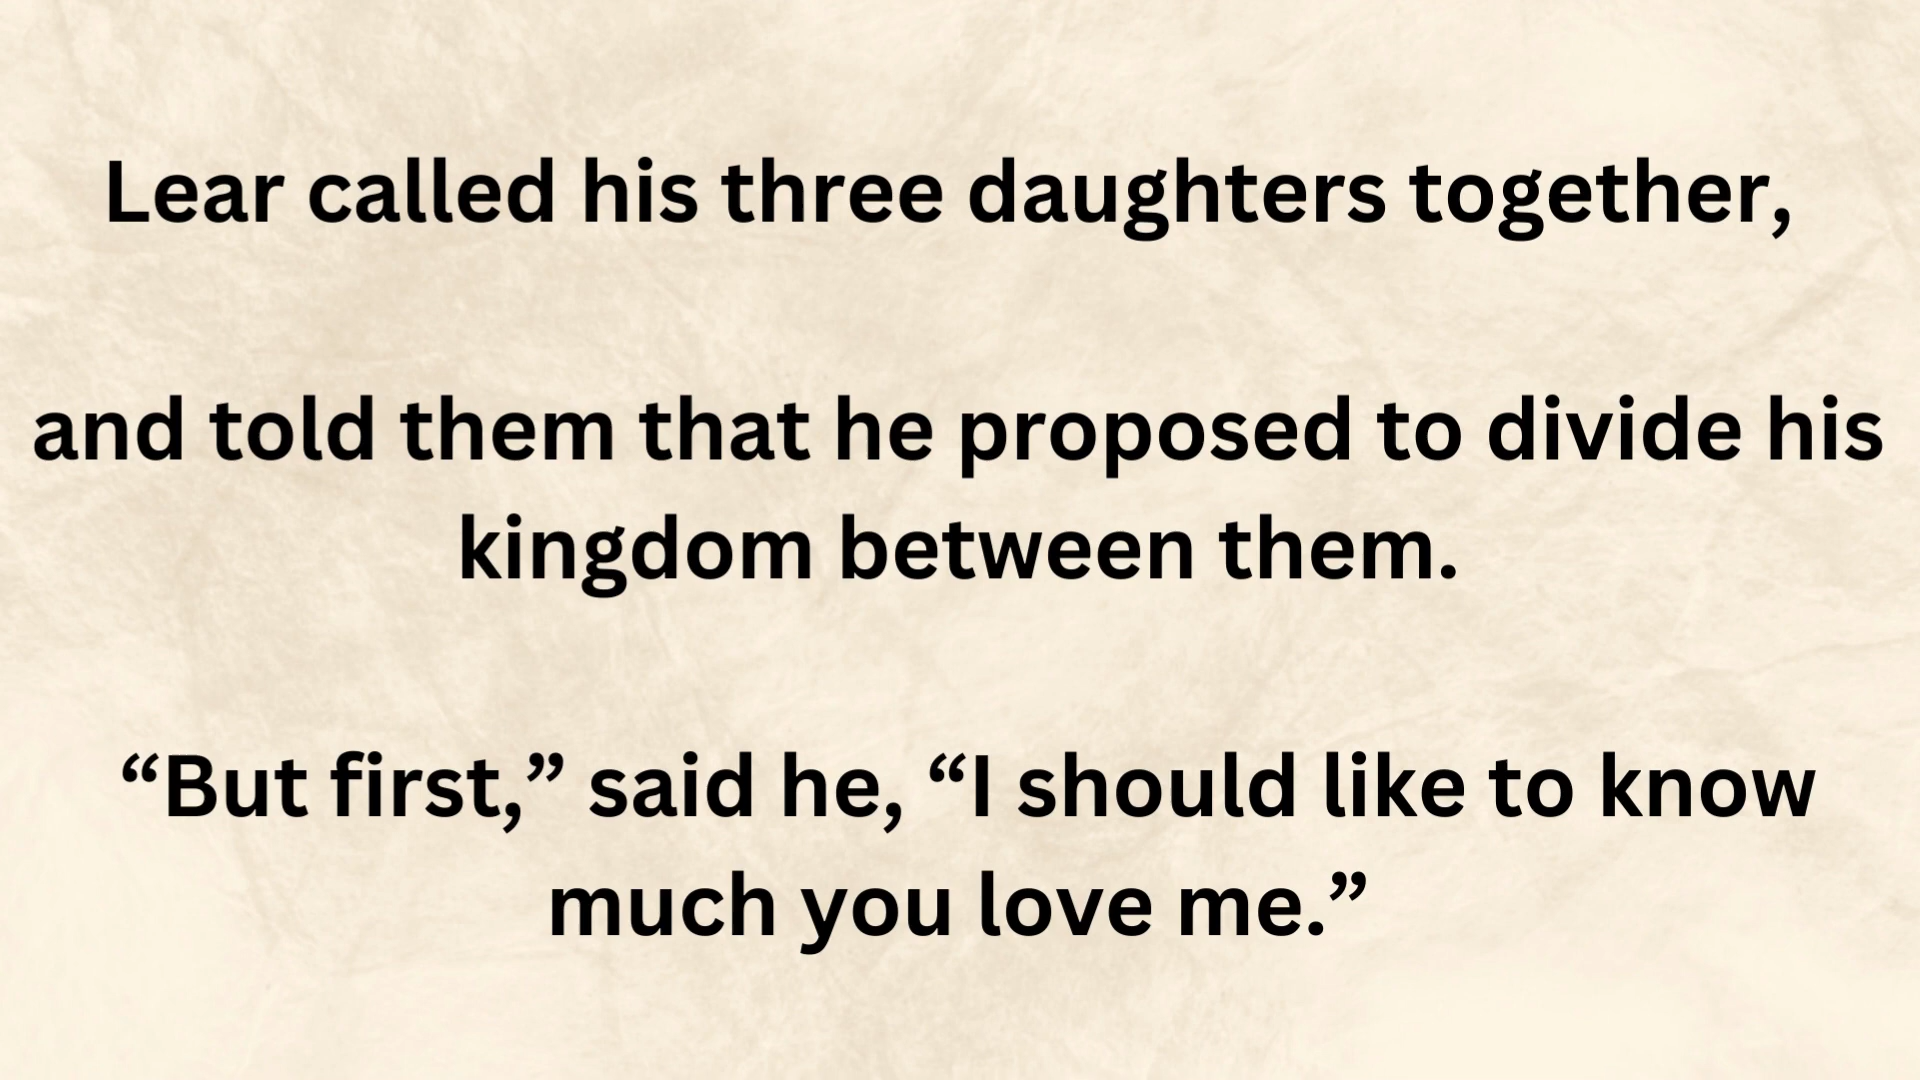 Lear called his three daughters together,
and told them that he proposed to divide his
kingdom between them.
“But first,” said he, “I should like to know
much you love me.”